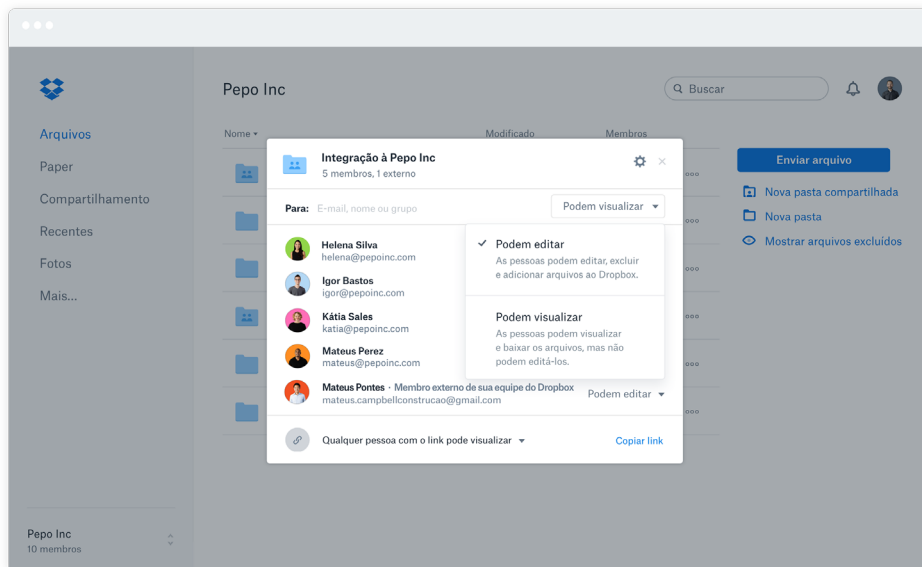 Pepo Inc
Buscar
Arquivos
Paper
Compartilhamento
Recentes
Fotos
Mais...
Pepo Inc
10 membros
Nome
Modificado
Membros
Enviar arquivo
Nova pasta compartilhada
Nova pasta
Mostrar arquivos excluídos
Integração à Pepo Inc
5 membros, 1 externo
Para: E-mail, nome ou grupo
Podem visualizar
Helena Silva
helena@pepoinc.com
Igor Bastos
igor@pepoinc.com
Kátia Sales
katia@pepoinc.com
Mateus Perez
mateus@pepoinc.com
Mateus Pontes · Membro externo de sua equipe do Dropbox
mateus.campbellconstrucao@gmail.com
Podem editar
Podem editar
As pessoas podem editar, excluir
e adicionar arquivos ao Dropbox.
Podem visualizar
As pessoas podem visualizar
e baixar os arquivos, mas não
podem editá-los.
Qualquer pessoa com o link pode visualizar
Copiar link